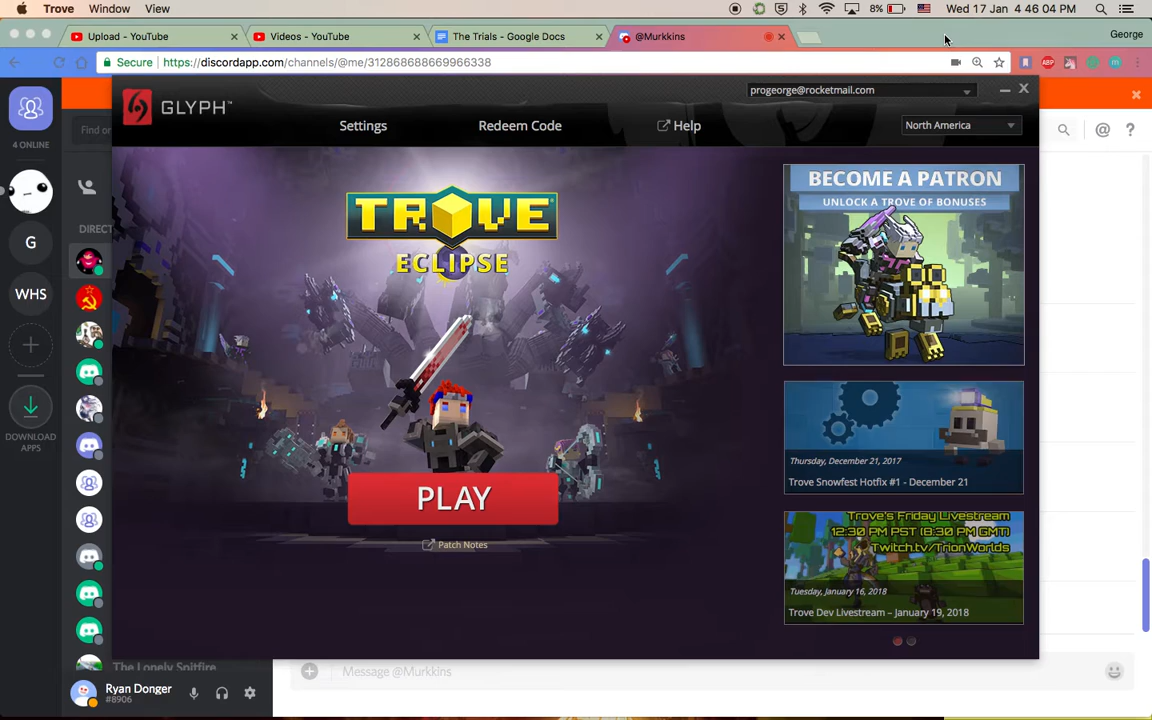 Trove Window View 8% Wed 17 Jan 4 46 04
Upload - YouTube Videos - YouTube The Trials - Google Docs @Murkkins George
Secure https://discordapp.com/channels/@me/312868688669966338
GLYPH™ progeorge@rocketmail.com
Settings Redeem Code Help North America
4 ONLINE
Find or
G
DIRECT
WHS
DOWNLOAD
APPS
TROVE
ECLIPSE
PLAY
Patch Notes
BECOME A PATRON
UNLOCK A TROVE OF BONUSES
Thursday, December 21, 2017
Trove Snowfest Hotfix #1 - December 21
Trove's Friday Livestream
12:30 PM PST (8:30 PM GMT)
Twitch.tv/TrionWorlds
Tuesday, January 16, 2018
Trove Dev Livestream – January 19, 2018
The Lonely Spitfire
Ryan Donger
#8906
Message @Murkkins